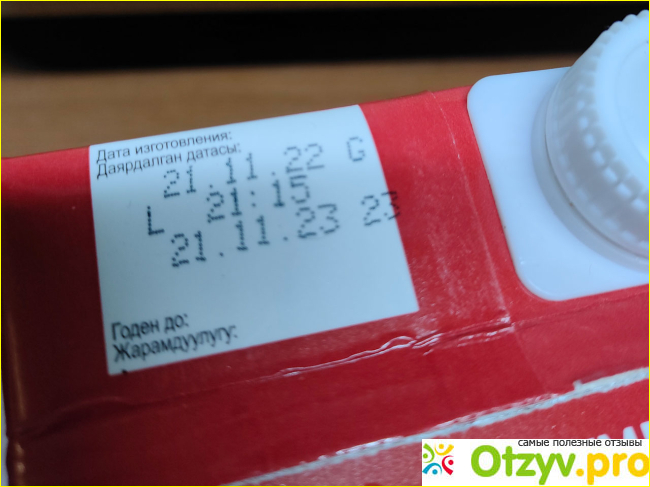 Дата изготовления:
Даярдалган датасы:
21.11.22 G
L 21:15
21.11.23 23
Годен до:
Жарамдуулугу:
самые полезные отзывы
Otzyv.pro